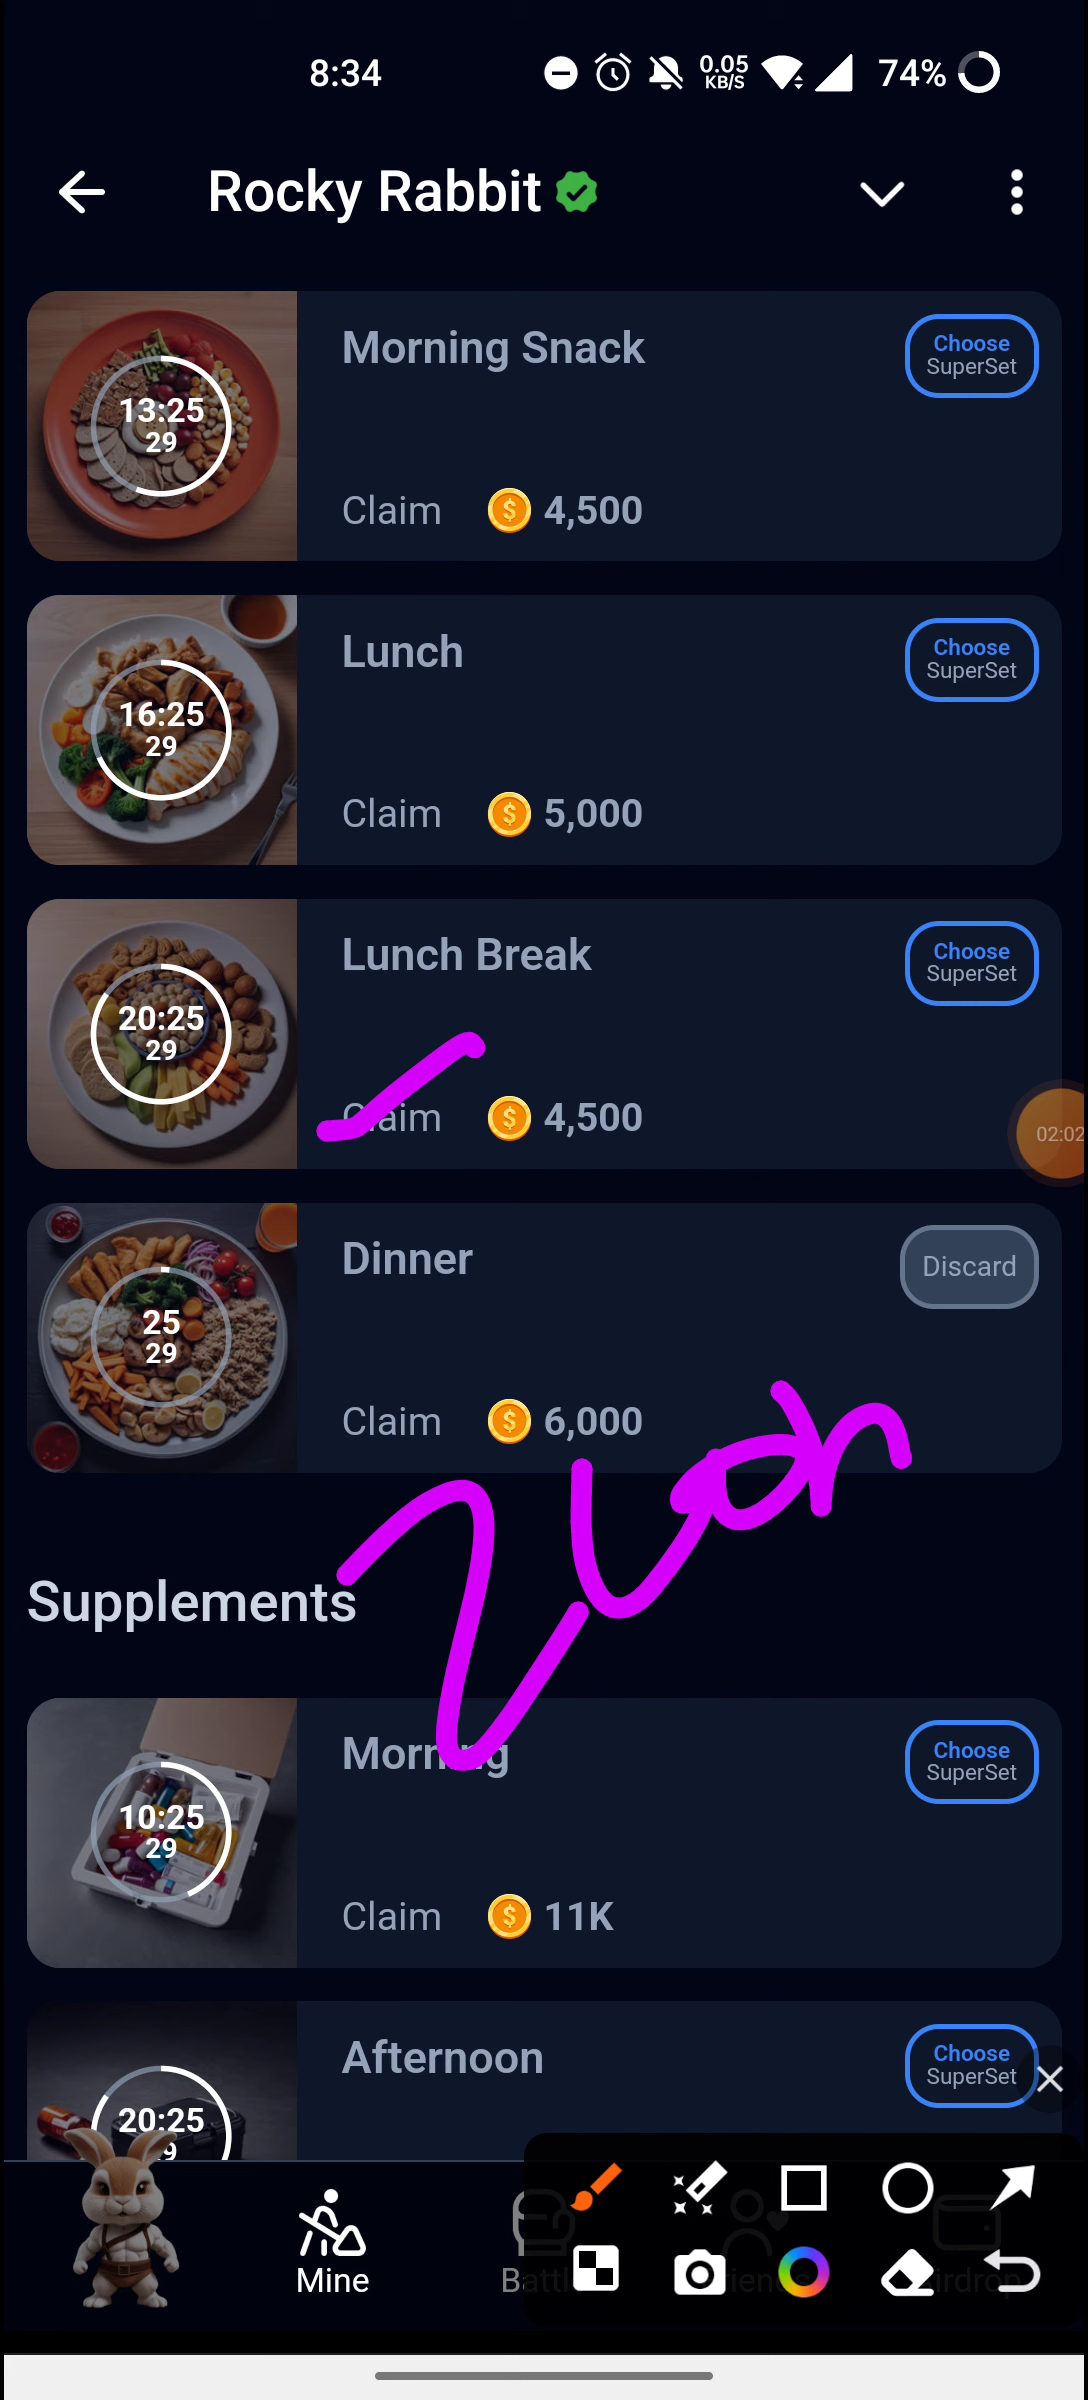 8:34
0.05 KB/S
74%
Rocky Rabbit
Morning Snack
Choose SuperSet
13:25
29
Claim 4,500
Lunch
Choose SuperSet
16:25
29
Claim 5,000
Lunch Break
Choose SuperSet
20:25
29
Claim 4,500
02:02
Dinner
Discard
25
29
Claim 6,000
Supplements
Morning
Choose SuperSet
10:25
29
Claim 11K
Afternoon
Choose SuperSet
20:25
Mine